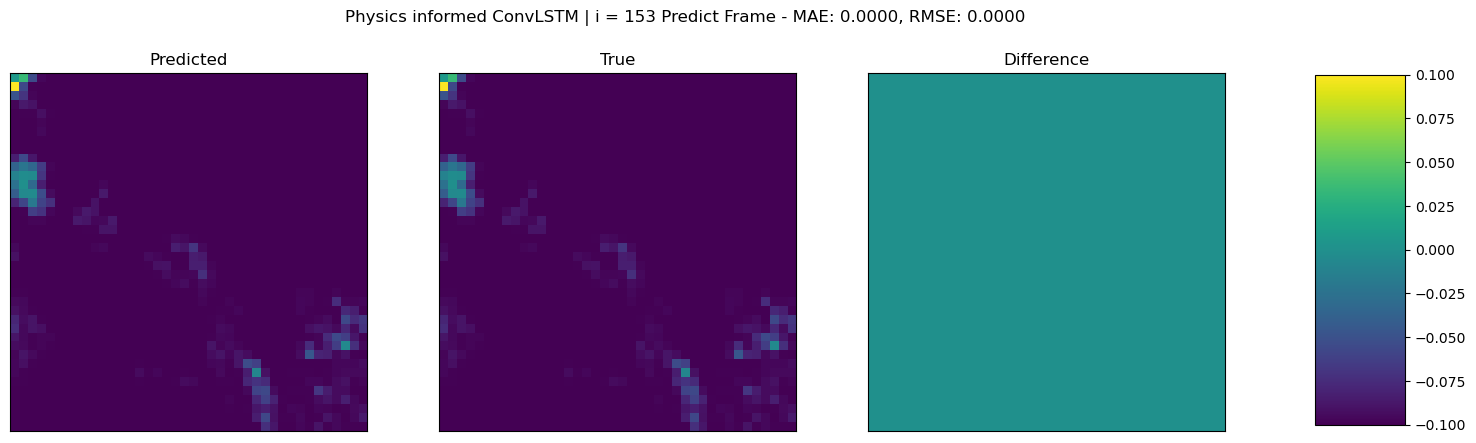 Physics informed ConvLSTM | i = 153 Predict Frame - MAE: 0.0000, RMSE: 0.0000
Predicted
True
Difference
0.100
0.075
0.050
0.025
0.000
−0.025
−0.050
−0.075
−0.100